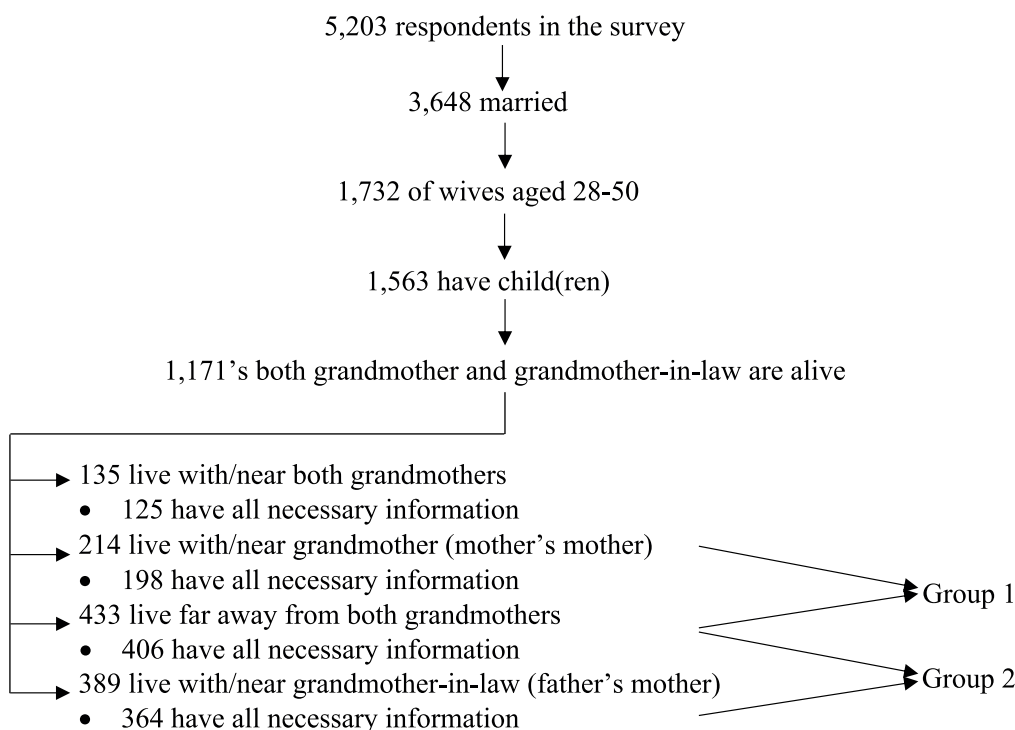 5,203 respondents in the survey
3,648 married
1,732 of wives aged 28-50
1,563 have child(ren)
1,171’s both grandmother and grandmother-in-law are alive
135 live with/near both grandmothers
• 125 have all necessary information
214 live with/near grandmother (mother’s mother)
• 198 have all necessary information
Group 1
433 live far away from both grandmothers
• 406 have all necessary information
389 live with/near grandmother-in-law (father’s mother)
Group 2
• 364 have all necessary information